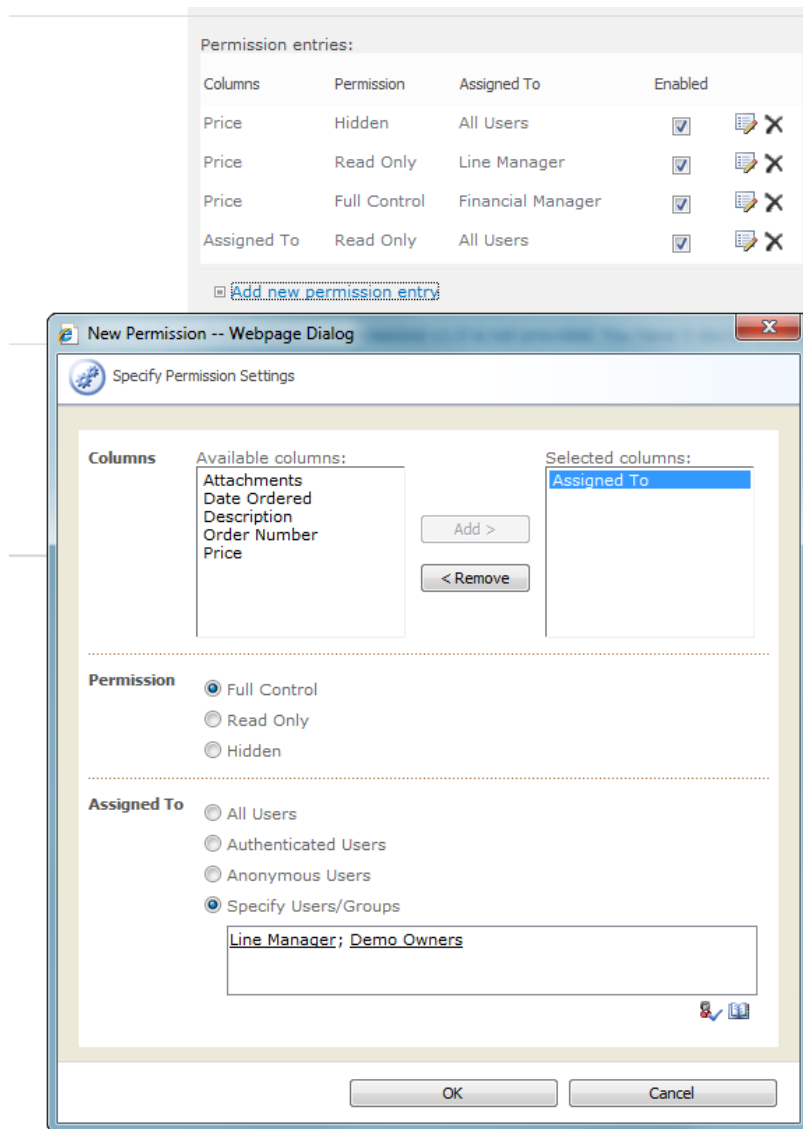 Permission entries:
Columns Permission Assigned To Enabled
Price Hidden All Users
Price Read Only Line Manager
Price Full Control Financial Manager
Assigned To Read Only All Users
Add new permission entry
New Permission -- Webpage Dialog
Specify Permission Settings
Columns Available columns: Selected columns:
Attachments Assigned To
Date Ordered
Description
Order Number Add >
Price
< Remove
Permission Full Control
Read Only
Hidden
Assigned To All Users
Authenticated Users
Anonymous Users
Specify Users/Groups
Line Manager; Demo Owners
OK Cancel